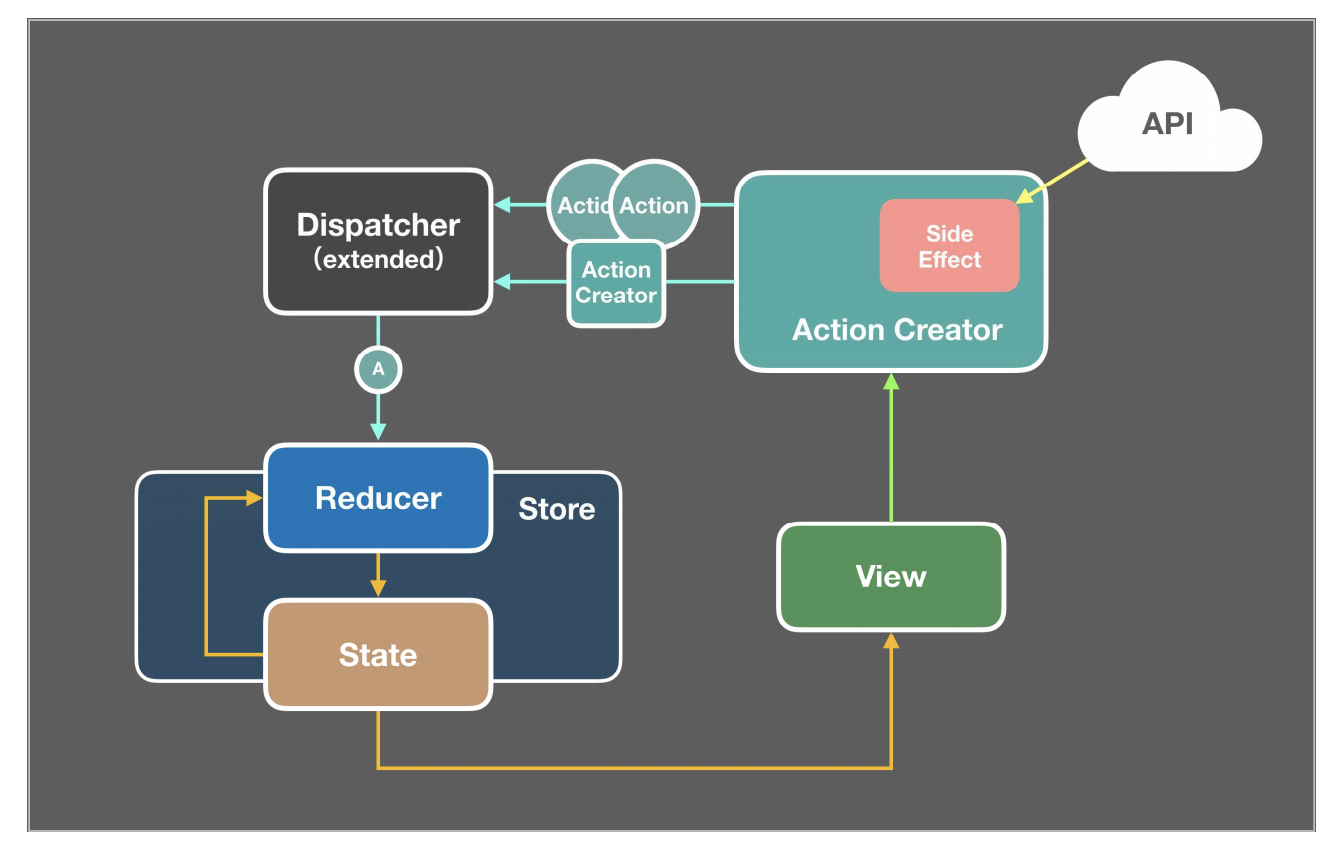 API
Dispatcher
(extended)
Actio
Action
Side
Effect
Action
Creator
Action Creator
A
Reducer
Store
View
State